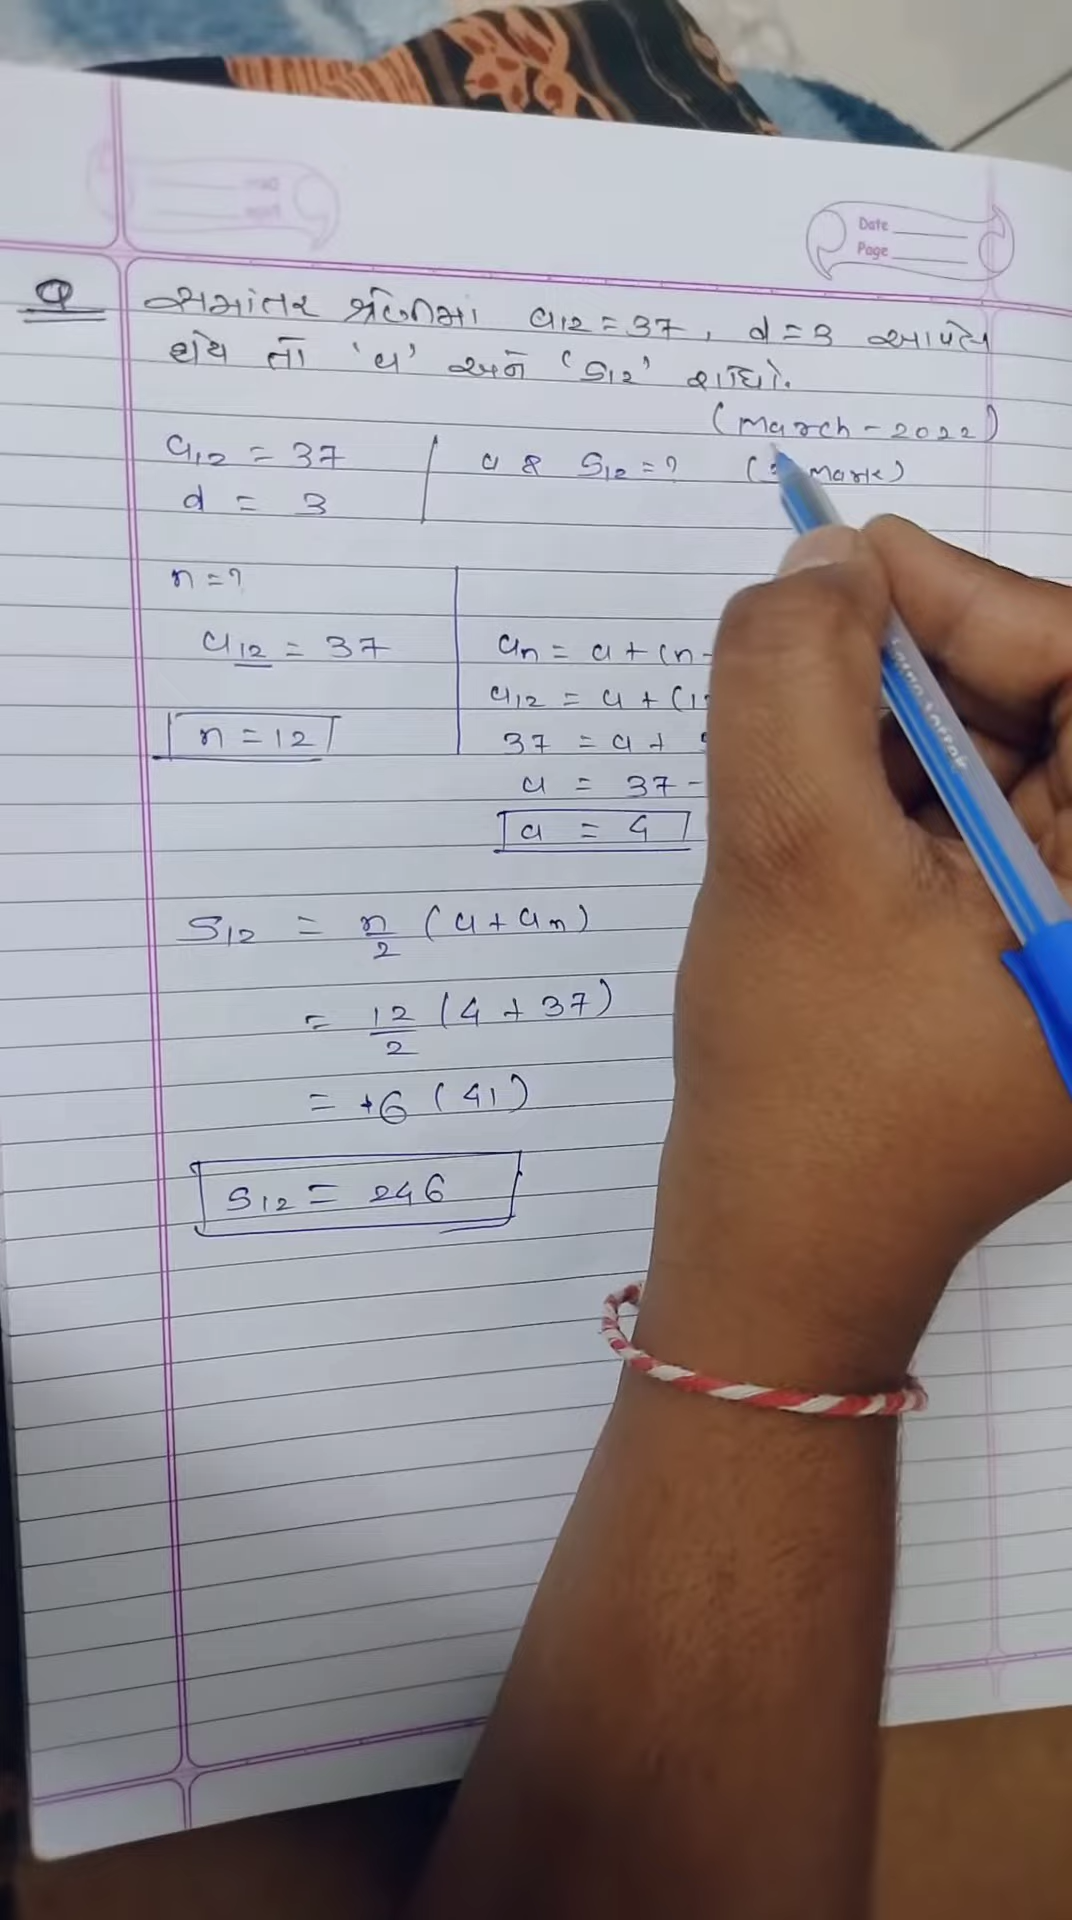 Date
Page
Q સમાંતર શ્રેણીમાં a12 = 37, d = 3 આપેલ
હોય તો 'a' અને 'S12' શોધો.
(March - 2022)
a12 = 37
a & S12 = ?
mark)
d = 3
n = ?
a12 = 37
n = 12
an = a + (n -
a12 = a + (1
37 = a +
a = 37 -
a = 4
S12 = n/2 (a + an)
= 12/2 (4 + 37)
= 6 (41)
S12 = 246